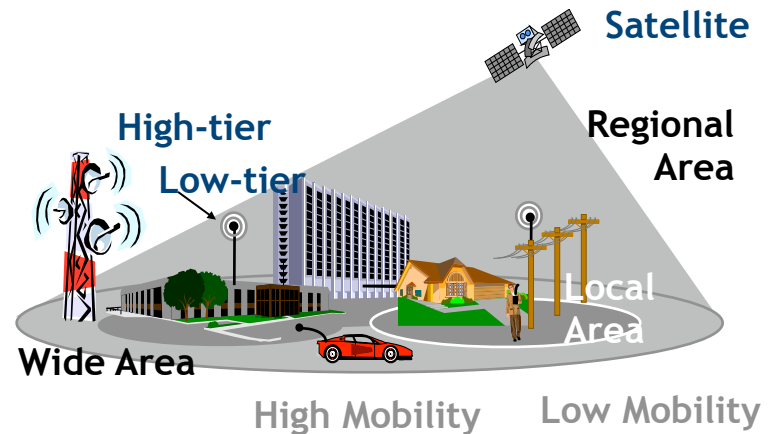 Satellite
High-tier
Regional
Area
Low-tier
Local
Area
Wide Area
High Mobility
Low Mobility